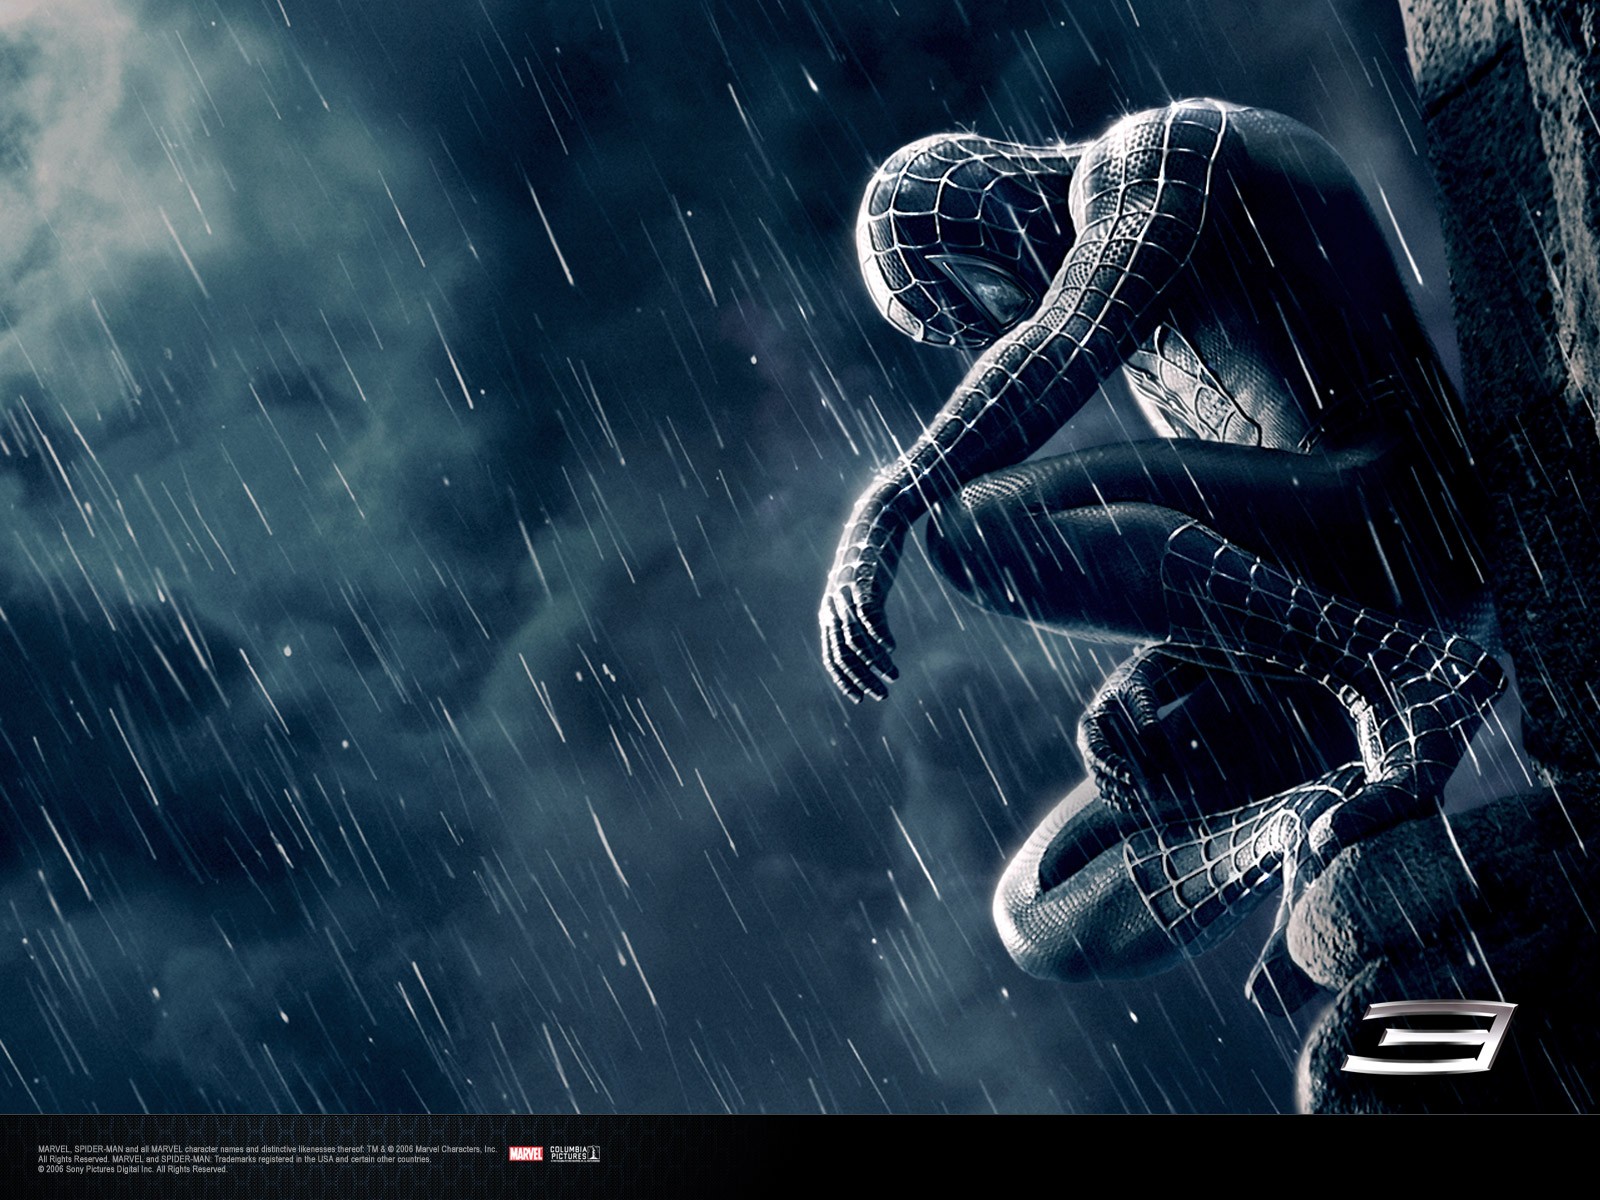 3
MARVEL, SPIDER-MAN and all MARVEL character names and distinctive likenesses thereof: TM & © 2006 Marvel Characters, Inc.
All Rights Reserved. MARVEL and SPIDER-MAN: Trademarks registered in the USA and certain other countries.
© 2006 Sony Pictures Digital Inc. All Rights Reserved.
MARVEL
COLUMBIA
PICTURES